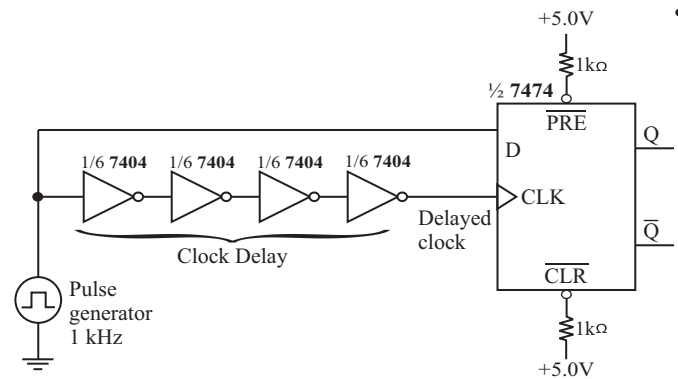 +5.0V
1kΩ
½ 7474
PRE
Q
D
1/6 7404 1/6 7404 1/6 7404 1/6 7404
CLK
Delayed
clock
Clock Delay
Q
CLR
Pulse
generator
1 kHz
1kΩ
+5.0V